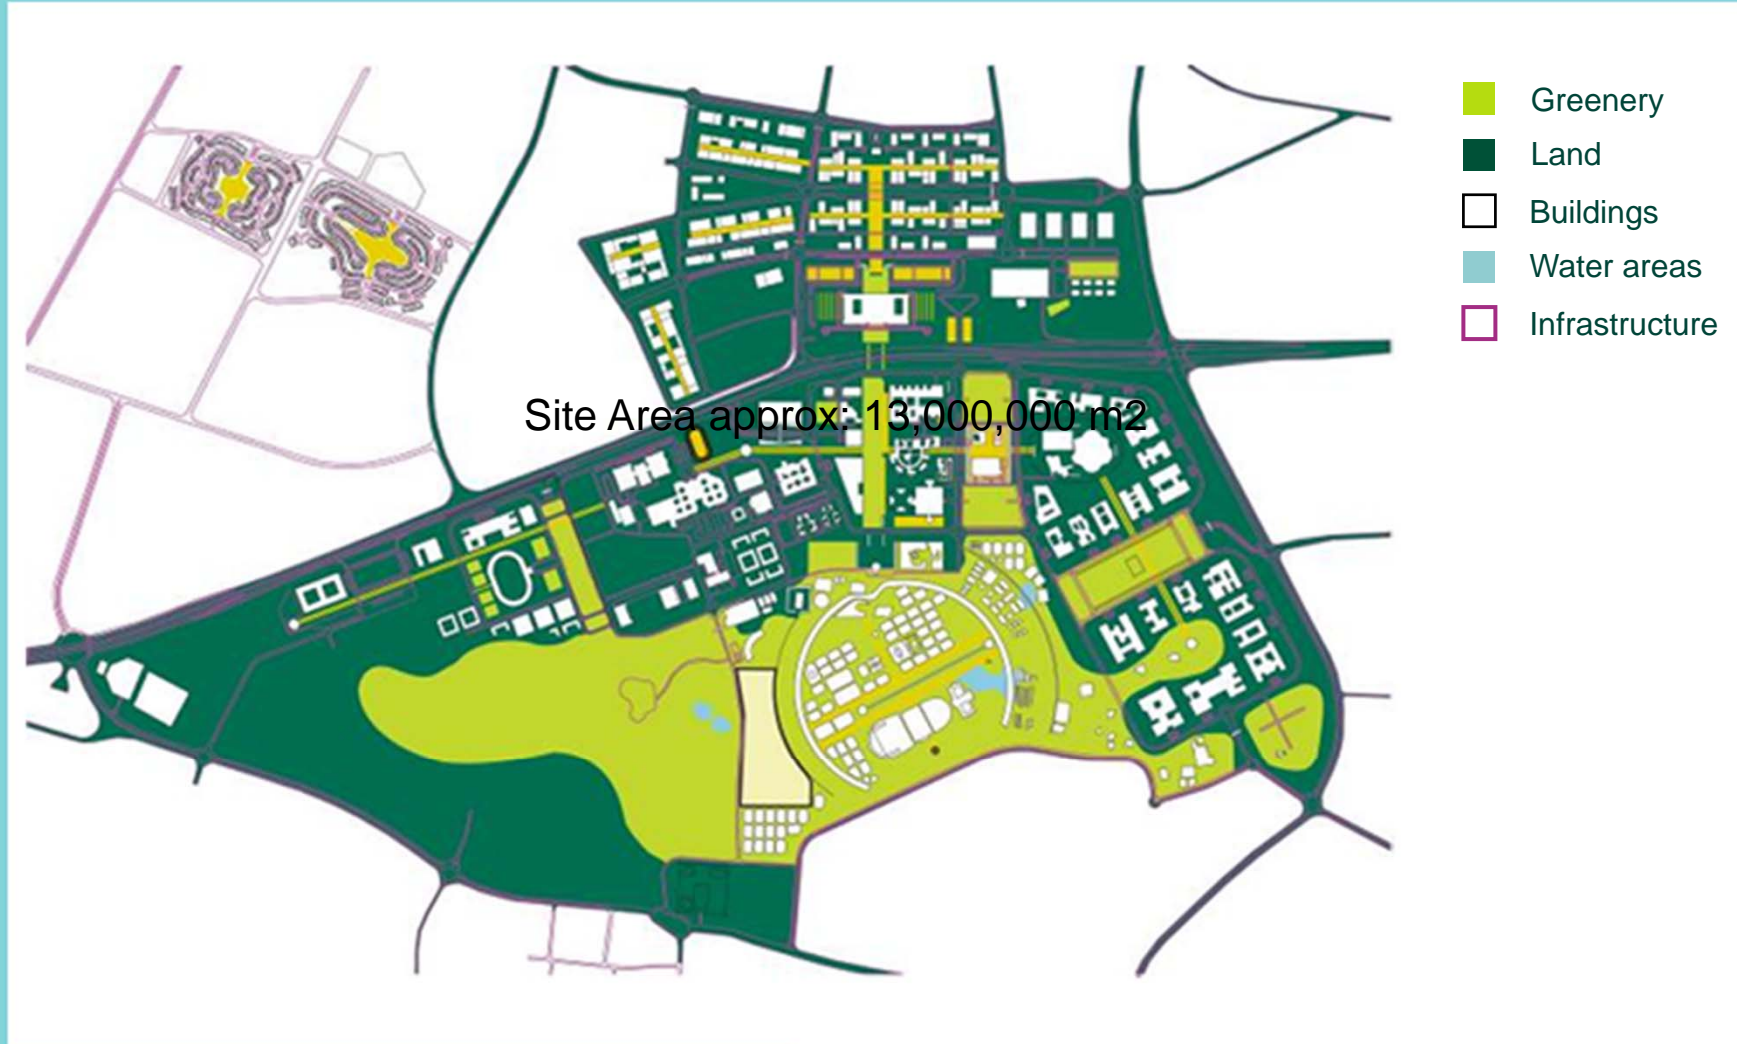 Greenery
Land
Buildings
Water areas
Infrastructure
Site Area approx: 13,000,000 m2